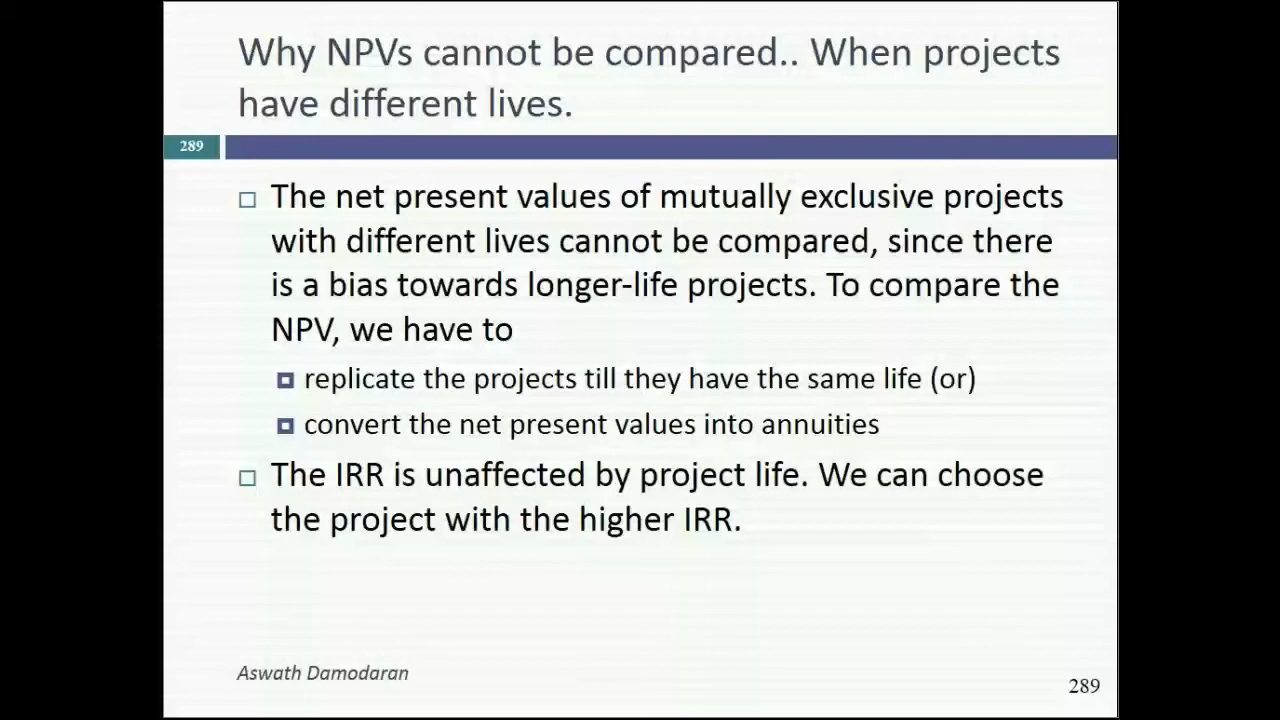 Why NPVs cannot be compared.. When projects
have different lives.
289
The net present values of mutually exclusive projects
with different lives cannot be compared, since there
is a bias towards longer-life projects. To compare the
NPV, we have to
replicate the projects till they have the same life (or)
convert the net present values into annuities
The IRR is unaffected by project life. We can choose
the project with the higher IRR.
Aswath Damodaran
289